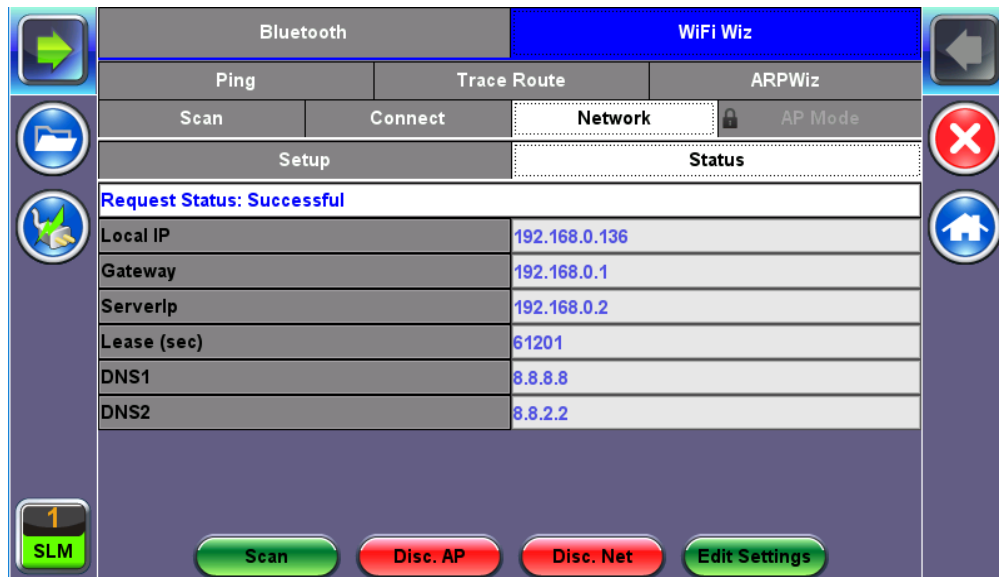 Bluetooth WiFi Wiz
Ping Trace Route ARPWiz
Scan Connect Network AP Mode
Setup Status
Request Status: Successful
Local IP 192.168.0.136
Gateway 192.168.0.1
ServerIp 192.168.0.2
Lease (sec) 61201
DNS1 8.8.8.8
DNS2 8.8.2.2
1
SLM
Scan Disc. AP Disc. Net Edit Settings